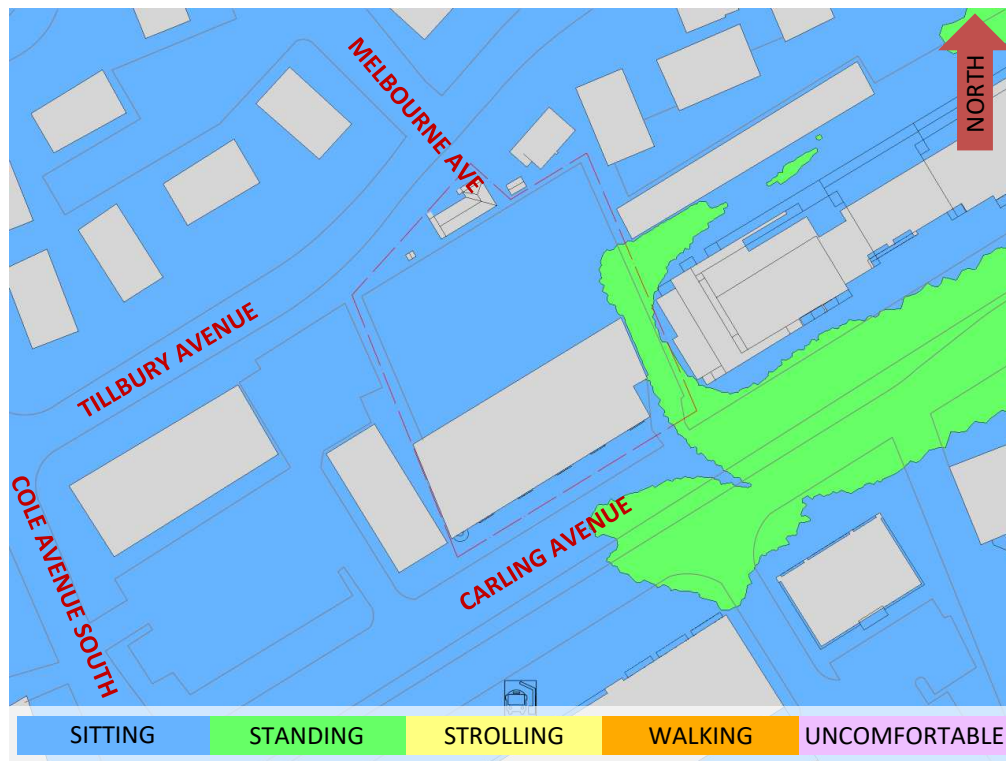 MELBOURNE AVE
NORTH
TILLBURY AVENUE
COLE AVENUE SOUTH
CARLING AVENUE
SITTING
STANDING
STROLLING
WALKING
UNCOMFORTABLE